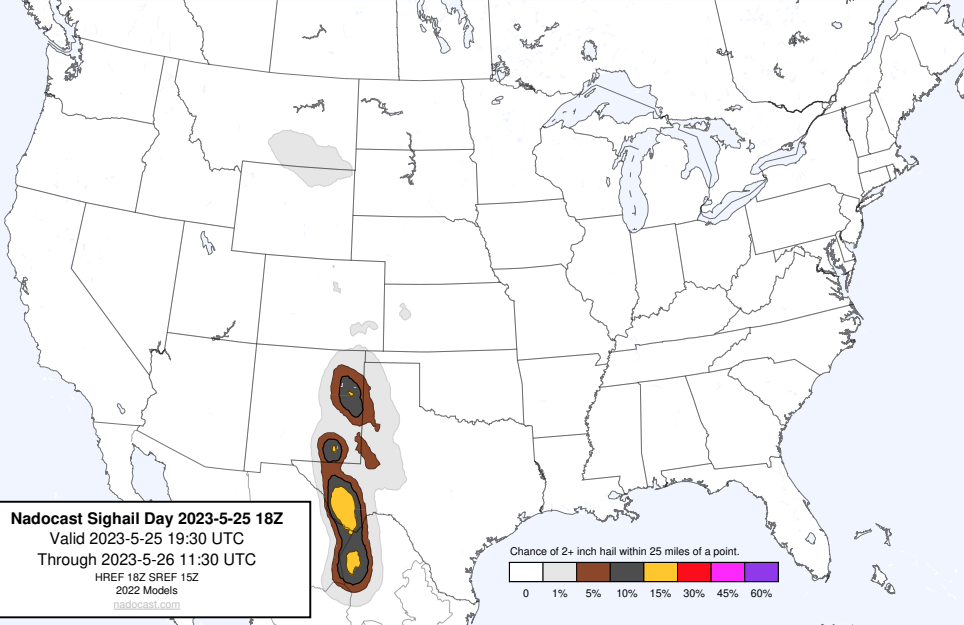 Nadocast Sighail Day 2023-5-25 18Z
Valid 2023-5-25 19:30 UTC
Through 2023-5-26 11:30 UTC
HREF 18Z SREF 15Z
2022 Models
nadocast.com
Chance of 2+ inch hail within 25 miles of a point.
0 1% 5% 10% 15% 30% 45% 60%